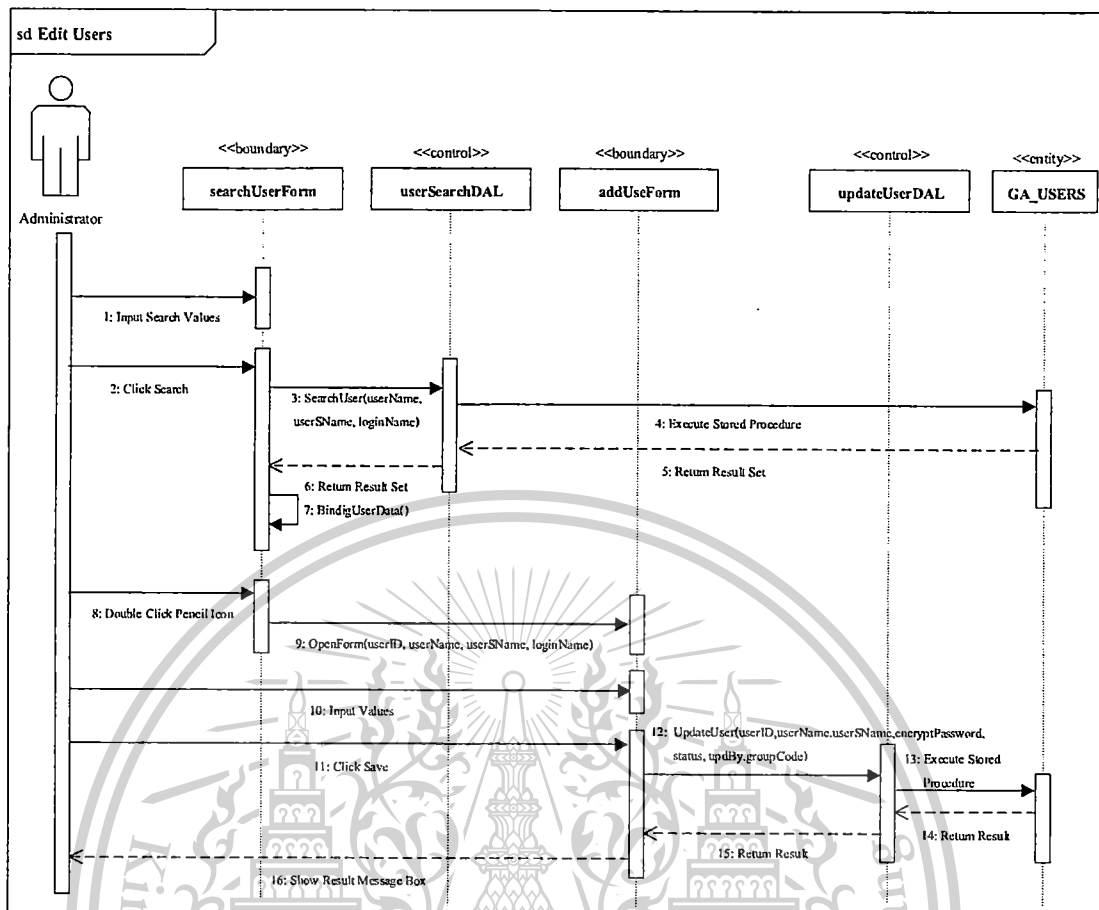 sd Edit Users
Administrator
<<boundary>>
searchUserForm
<<control>>
userSearchDAL
<<boundary>>
addUseForm
<<control>>
updateUserDAL
<<entity>>
GA_USERS
1: Input Search Values
2: Click Search
3: SearchUser(userName,
userSName, loginName)
4: Execute Stored Procedure
5: Return Result Set
6: Return Result Set
7: BindigUserData()
8: Double Click Pencil Icon
9: OpenForm(userID, userName, userSName, loginName)
10: Input Values
11: Click Save
12: UpdateUser(userID,userName,userSName,encryptPassword,
status, updBy,groupCode)
13: Execute Stored
Procedure
14: Return Result
15: Return Result
16: Show Result Message Box